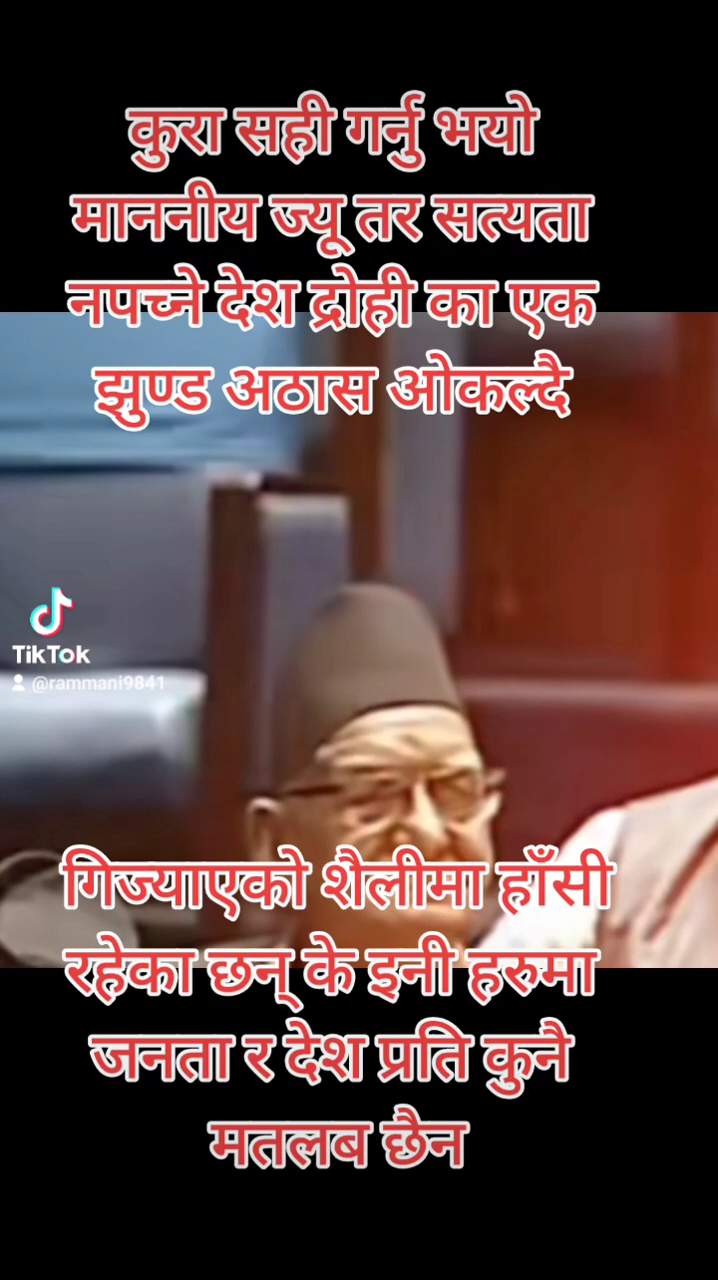 कुरा सही गर्नु भयो
माननीय ज्यू तर सत्यता
नपच्ने देश द्रोही का एक
झुण्ड अठास ओकल्दै
TikTok
@rammani9841
गिज्याएको शैलीमा हाँसी
रहेका छन् के इनी हरुमा
जनता र देश प्रति कुनै
मतलब छैन